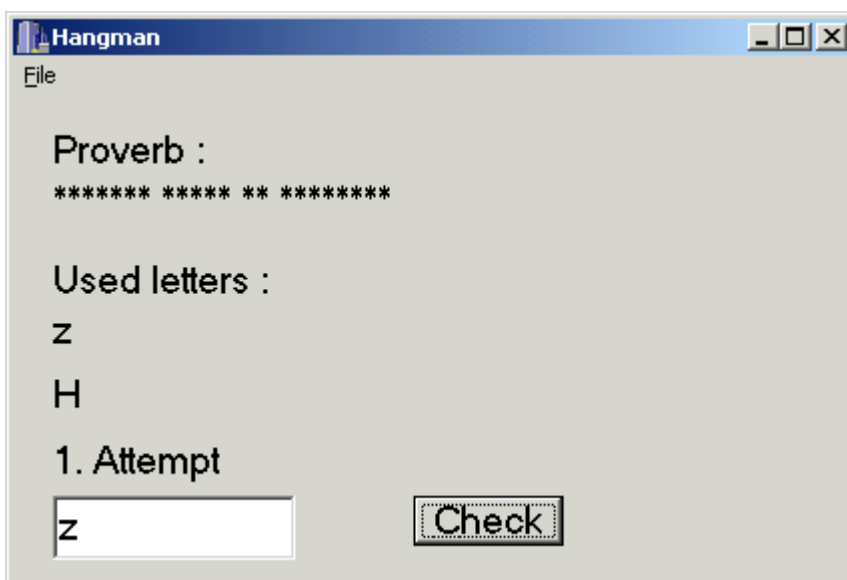 Hangman
File
Proverb :
******* ***** ** ********
Used letters :
z
H
1. Attempt
z
Check